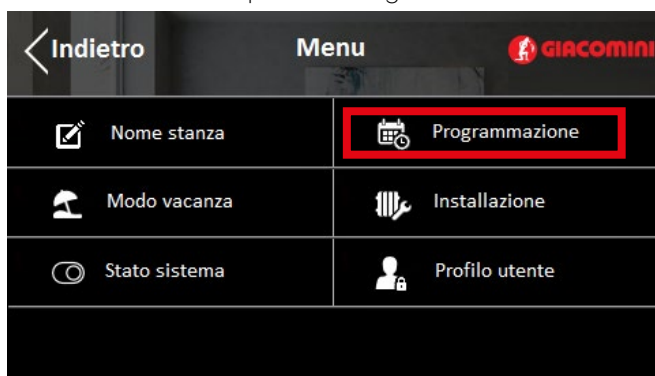 Indietro Menu GIACOMINI
Nome stanza Programmazione
Modo vacanza Installazione
Stato sistema Profilo utente